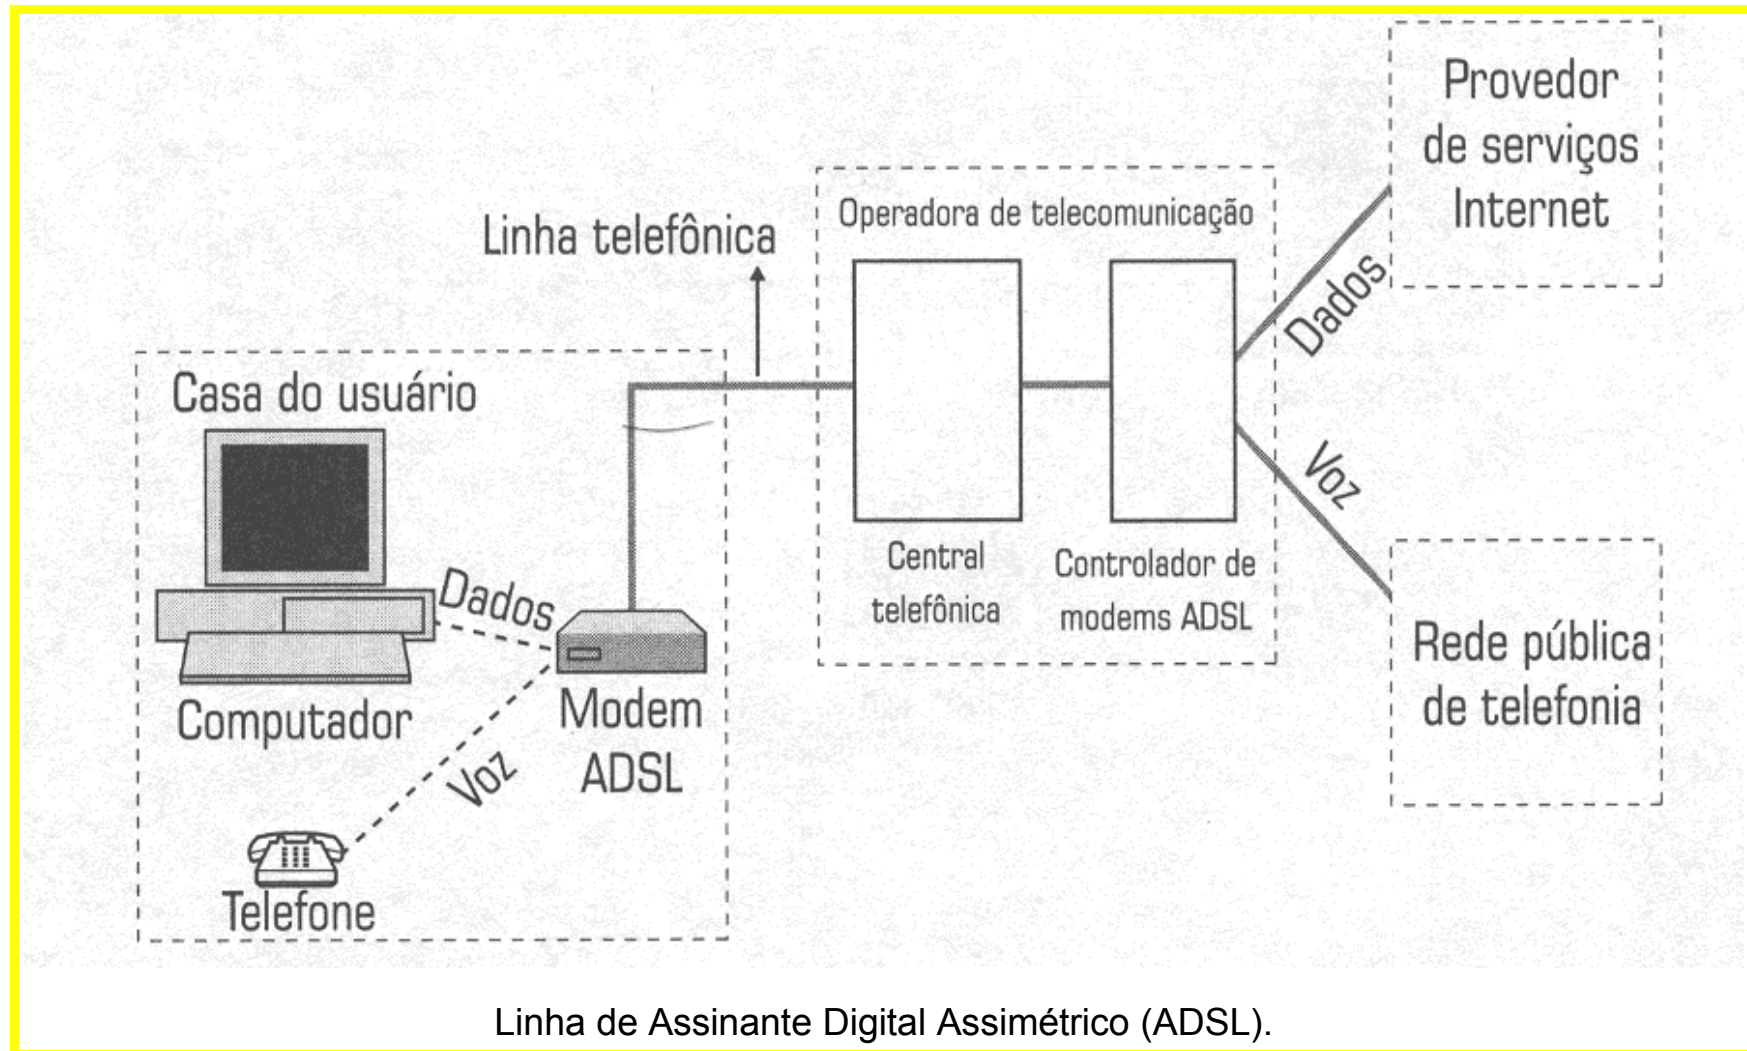 Provedor
de serviços
Internet
Operadora de telecomunicação
Linha telefônica
Dados
Casa do usuário
Voz
Central
telefônica
Controlador de
modems ADSL
Dados
Rede pública
de telefonia
Computador
Modem
ADSL
Voz
Telefone
Linha de Assinante Digital Assimétrico (ADSL).